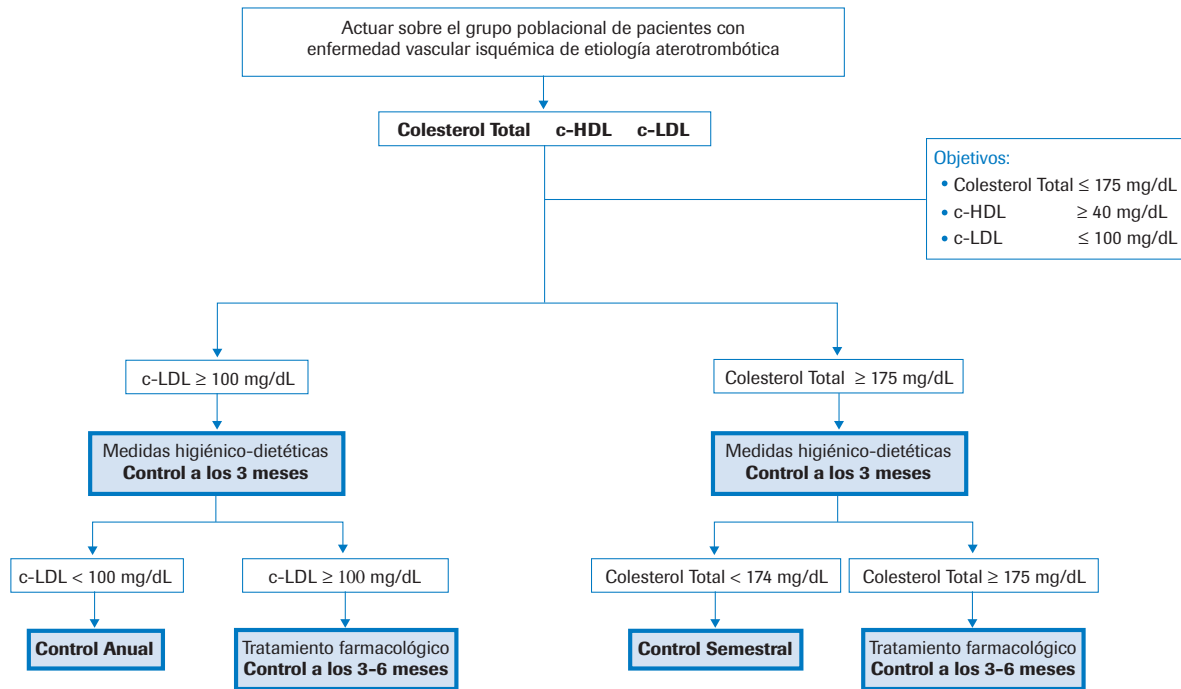 Actuar sobre el grupo poblacional de pacientes con
enfermedad vascular isquémica de etiología aterotrombótica
Colesterol Total c-HDL c-LDL
Objetivos:
• Colesterol Total ≤ 175 mg/dL
• c-HDL ≥ 40 mg/dL
• c-LDL ≤ 100 mg/dL
c-LDL ≥ 100 mg/dL
Colesterol Total ≥ 175 mg/dL
Medidas higiénico-dietéticas
Control a los 3 meses
Medidas higiénico-dietéticas
Control a los 3 meses
c-LDL < 100 mg/dL
c-LDL ≥ 100 mg/dL
Colesterol Total < 174 mg/dL
Colesterol Total ≥ 175 mg/dL
Control Anual
Tratamiento farmacológico
Control a los 3-6 meses
Control Semestral
Tratamiento farmacológico
Control a los 3-6 meses